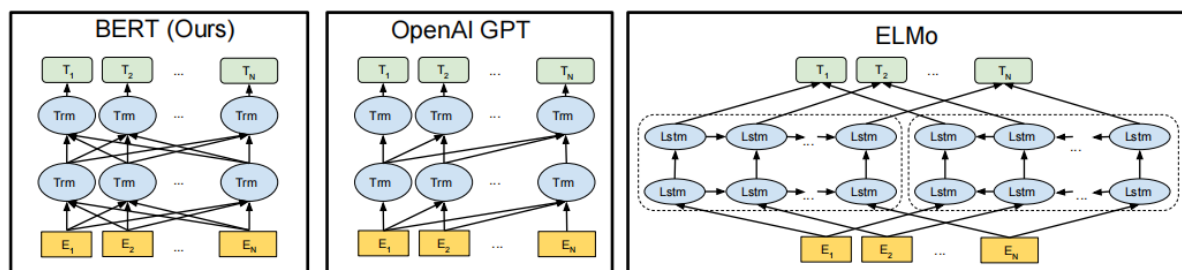 BERT (Ours)
T1 T2 ... TN
Trm Trm ... Trm
Trm Trm ... Trm
E1 E2 ... EN
OpenAI GPT
T1 T2 ... TN
Trm Trm ... Trm
Trm Trm ... Trm
E1 E2 ... EN
ELMo
T1 T2 ... TN
Lstm Lstm ... Lstm Lstm Lstm ... Lstm
Lstm Lstm ... Lstm Lstm Lstm ... Lstm
E1 E2 ... EN